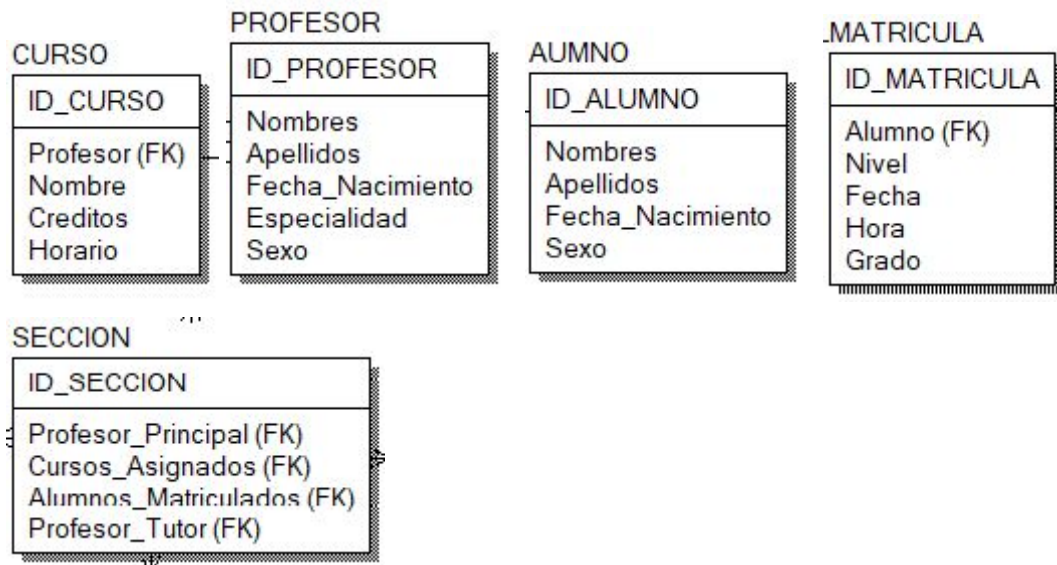 CURSO
ID_CURSO
Profesor (FK)
Nombre
Creditos
Horario
PROFESOR
ID_PROFESOR
Nombres
Apellidos
Fecha_Nacimiento
Especialidad
Sexo
AUMNO
ID_ALUMNO
Nombres
Apellidos
Fecha_Nacimiento
Sexo
MATRICULA
ID_MATRICULA
Alumno (FK)
Nivel
Fecha
Hora
Grado
SECCION
ID_SECCION
Profesor_Principal (FK)
Cursos_Asignados (FK)
Alumnos_Matriculados (FK)
Profesor_Tutor (FK)